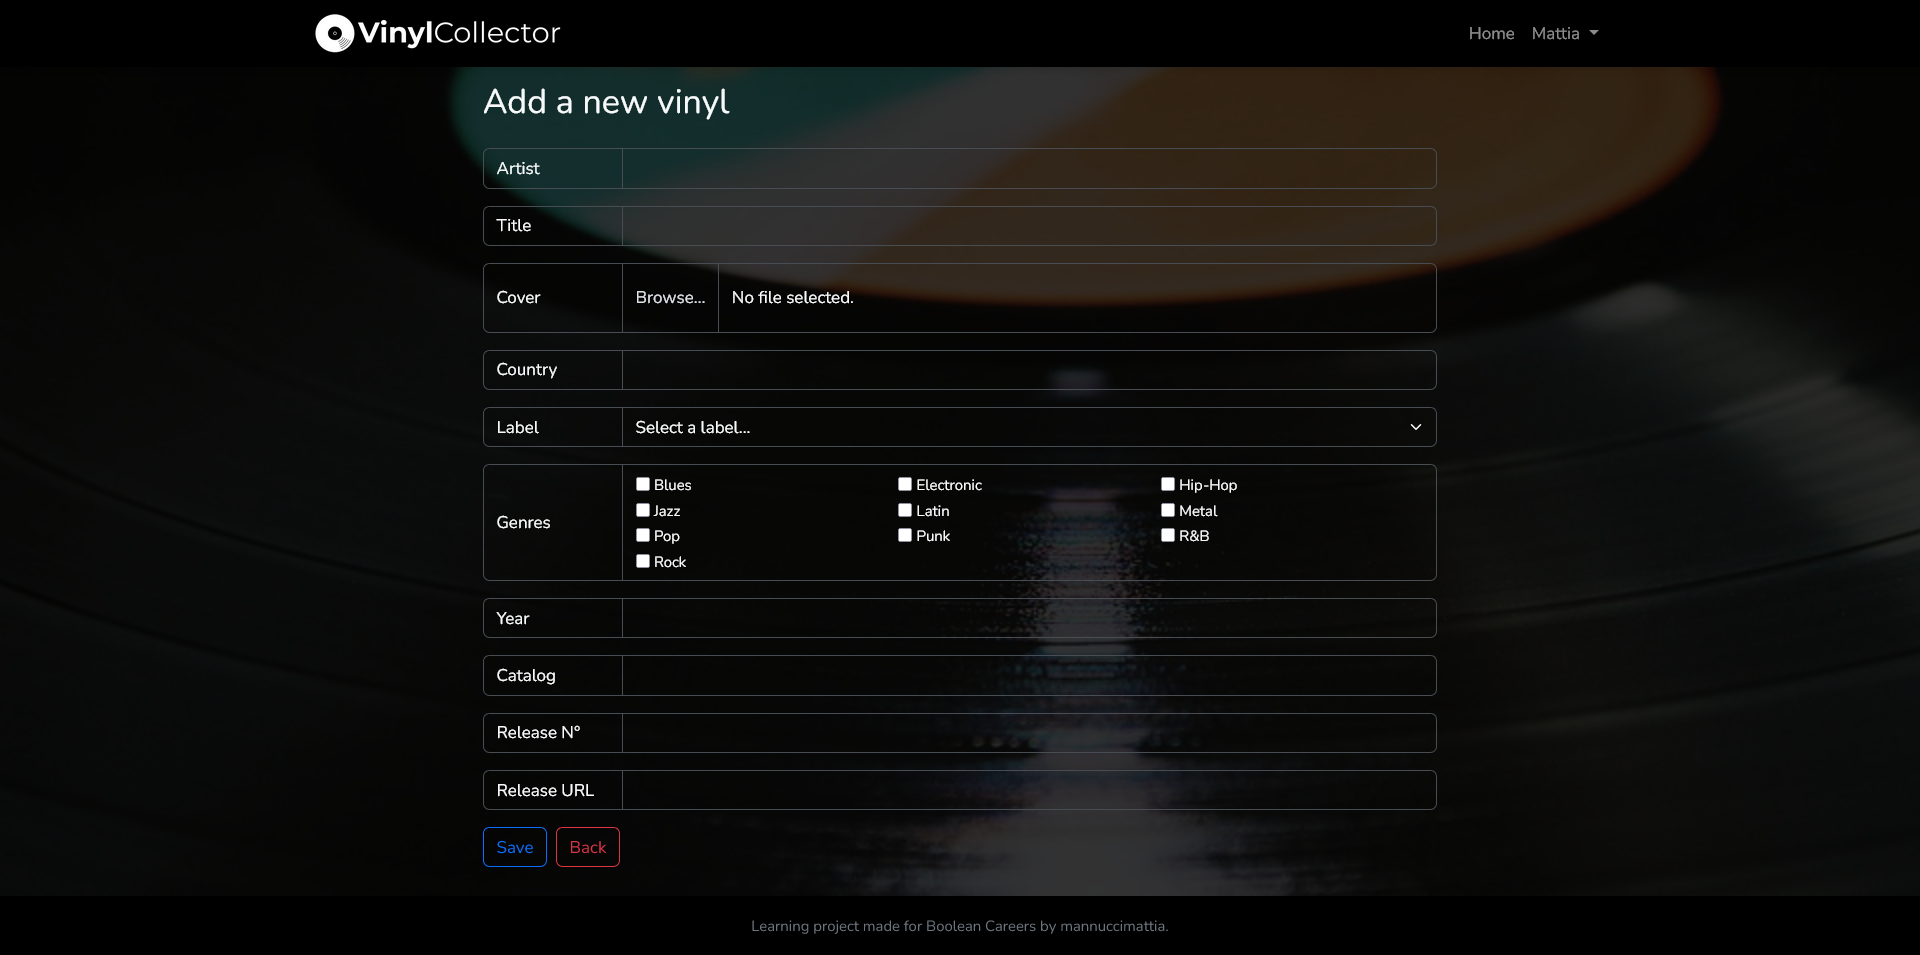 VinylCollector
Home Mattia
Add a new vinyl
Artist
Title
Cover Browse... No file selected.
Country
Label Select a label...
Genres
Blues Electronic Hip-Hop
Jazz Latin Metal
Pop Punk R&B
Rock
Year
Catalog
Release N°
Release URL
Save Back
Learning project made for Boolean Careers by mannuccimattia.